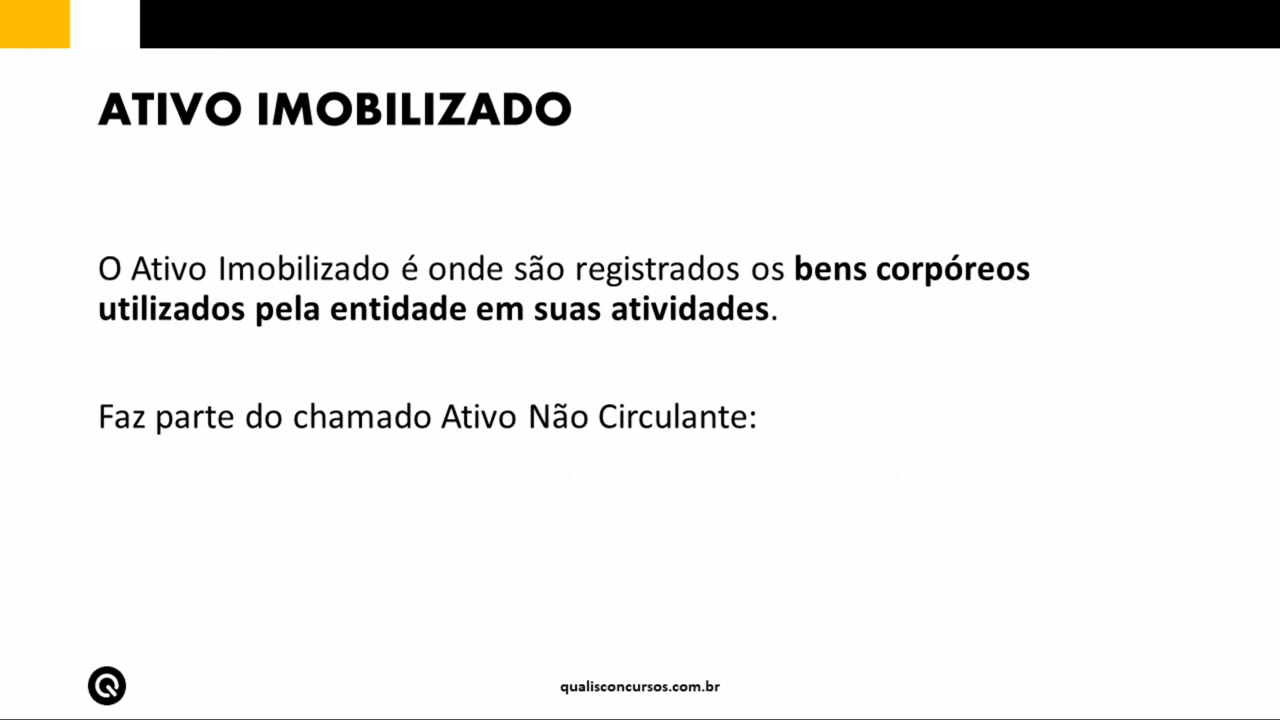 ATIVO IMOBILIZADO
O Ativo Imobilizado é onde são registrados os bens corpóreos
utilizados pela entidade em suas atividades.
Faz parte do chamado Ativo Não Circulante:
qualisconcursos.com.br